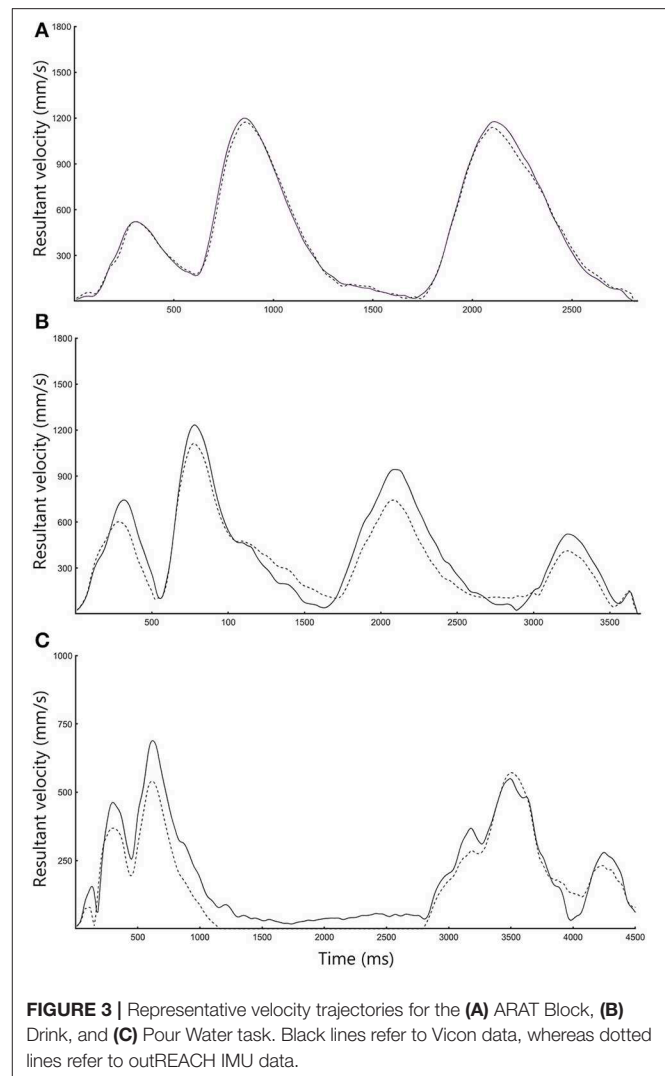 A
Resultant velocity (mm/s)
1800
1500
1200
900
600
300
500 1000 1500 2000 2500
B
Resultant velocity (mm/s)
1800
1500
1200
900
600
300
500 100 1500 2000 2500 3000 3500
C
Resultant velocity (mm/s)
1000
750
500
250
500 1000 1500 2000 2500 3000 3500 4000 4500
Time (ms)
FIGURE 3 | Representative velocity trajectories for the (A) ARAT Block, (B)
Drink, and (C) Pour Water task. Black lines refer to Vicon data, whereas dotted
lines refer to outREACH IMU data.